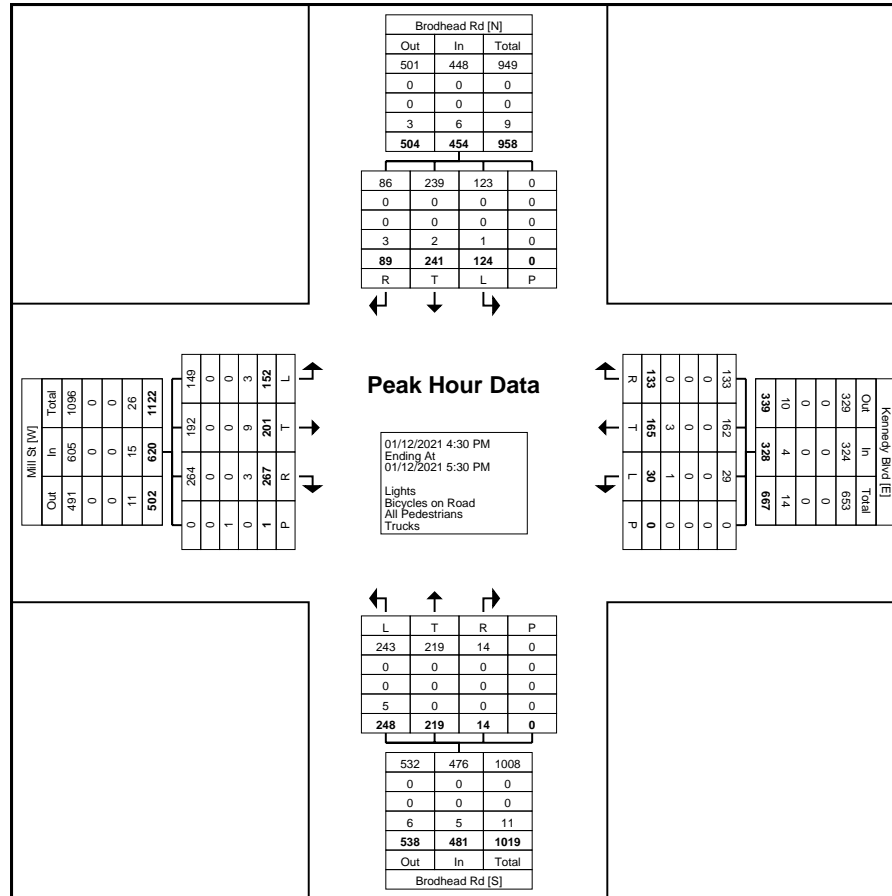 Brodhead Rd [N]
Out In Total
501 448 949
0 0 0
0 0 0
3 6 9
504 454 958
86 239 123 0
0 0 0 0
0 0 0 0
3 2 1 0
89 241 124 0
R T L P
Mill St [W]
Total In Out
1096 605 491
0 0 0
0 0 0
26 15 11
1122 620 502
149 192 264 0
0 0 0 0
0 0 0 1
3 9 3 0
152 201 267 1
L T R P
Peak Hour Data
01/12/2021 4:30 PM
Ending At
01/12/2021 5:30 PM
Lights
Bicycles on Road
All Pedestrians
Trucks
R T L P
133 165 30 0
0 3 1 0
0 0 0 0
0 0 0 0
133 162 29 0
Kennedy Blvd [E]
Out In Total
329 324 653
0 0 0
0 0 0
10 4 14
339 328 667
L T R P
243 219 14 0
0 0 0 0
0 0 0 0
5 0 0 0
248 219 14 0
532 476 1008
0 0 0
0 0 0
6 5 11
538 481 1019
Out In Total
Brodhead Rd [S]